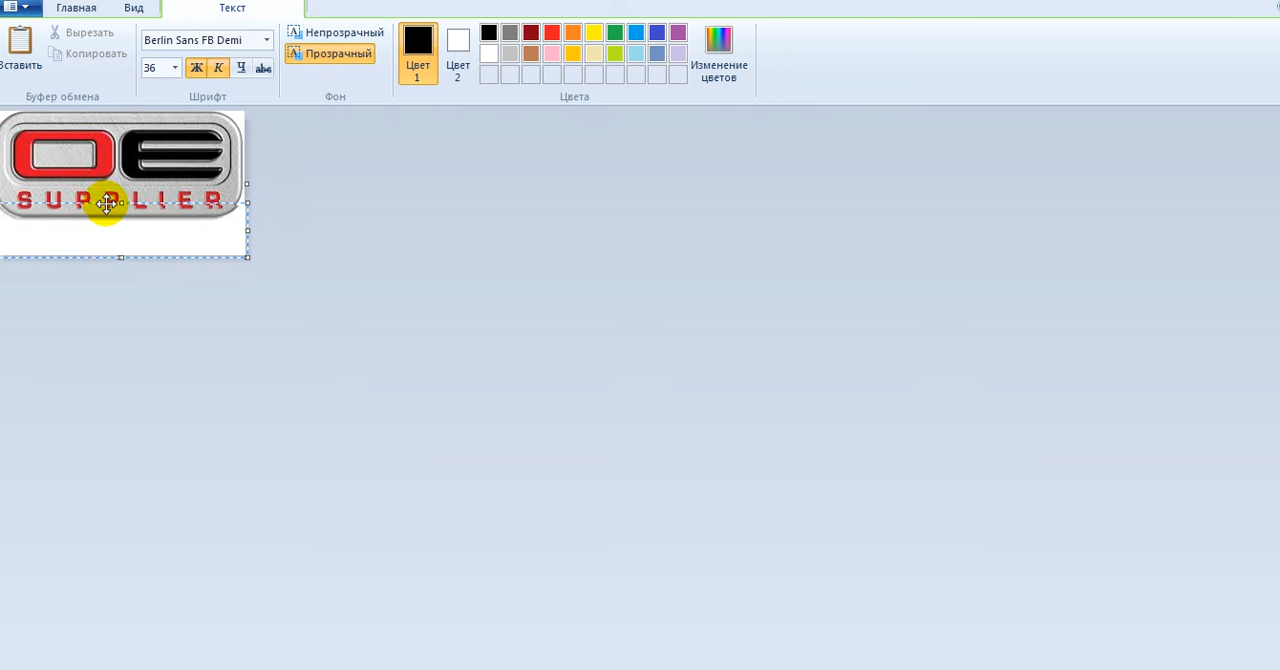 Главная Вид Текст
Вырезать Berlin Sans FB Demi Непрозрачный
Копировать Прозрачный
Вставить 36 Ж К Ч abc Цвет 1 Цвет 2 Изменение цветов
Буфер обмена Шрифт Фон Цвета
OE
SUPPLIER